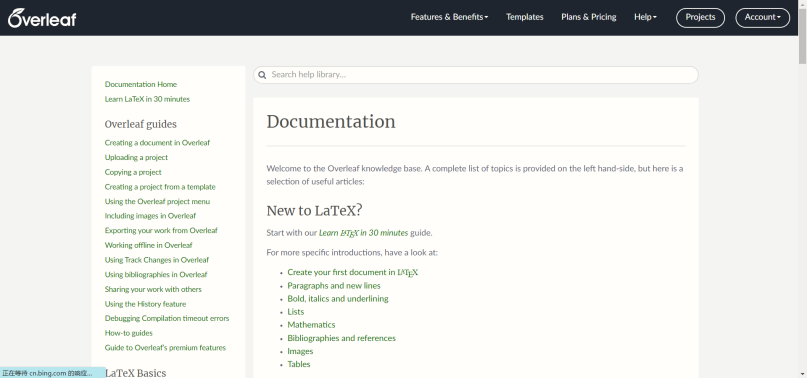 Overleaf
Features & Benefits
Templates
Plans & Pricing
Help
Projects
Account
Documentation Home
Learn LaTeX in 30 minutes
Overleaf guides
Creating a document in Overleaf
Uploading a project
Copying a project
Creating a project from a template
Using the Overleaf project menu
Including images in Overleaf
Exporting your work from Overleaf
Working offline in Overleaf
Using Track Changes in Overleaf
Using bibliographies in Overleaf
Sharing your work with others
Using the History feature
Debugging Compilation timeout errors
How-to guides
Guide to Overleaf's premium features
LaTeX Basics
Search help library...
Documentation
Welcome to the Overleaf knowledge base. A complete list of topics is provided on the left hand-side, but here is a
selection of useful articles:
New to LaTeX?
Start with our Learn LaTeX in 30 minutes guide.
For more specific introductions, have a look at:
Create your first document in LaTeX
Paragraphs and new lines
Bold, italics and underlining
Lists
Mathematics
Bibliographies and references
Images
Tables
正在等待 cn.bing.com 的响应...